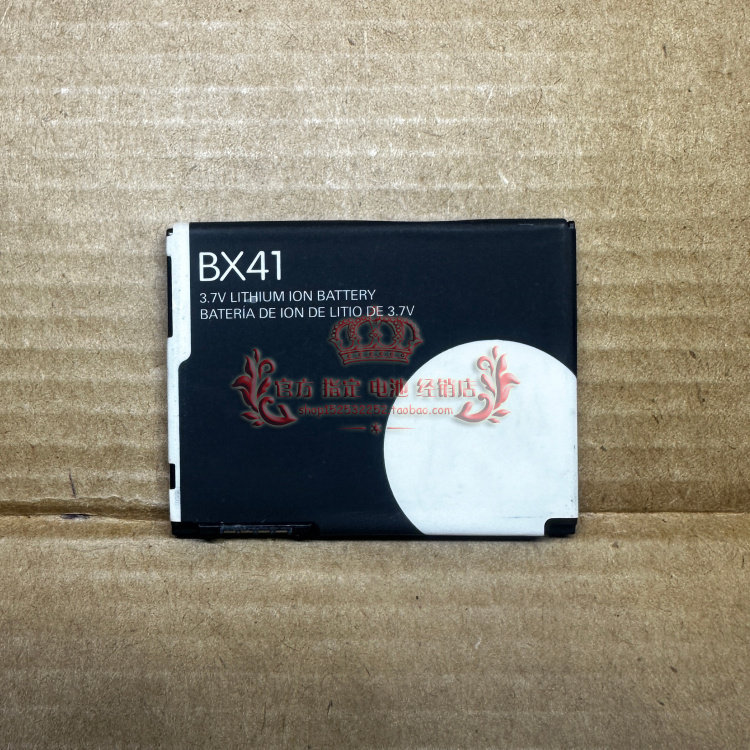 BX41
3.7V LITHIUM ION BATTERY
BATERÍA DE ION DE LITIO DE 3.7V
官方 指定 电池 经销店